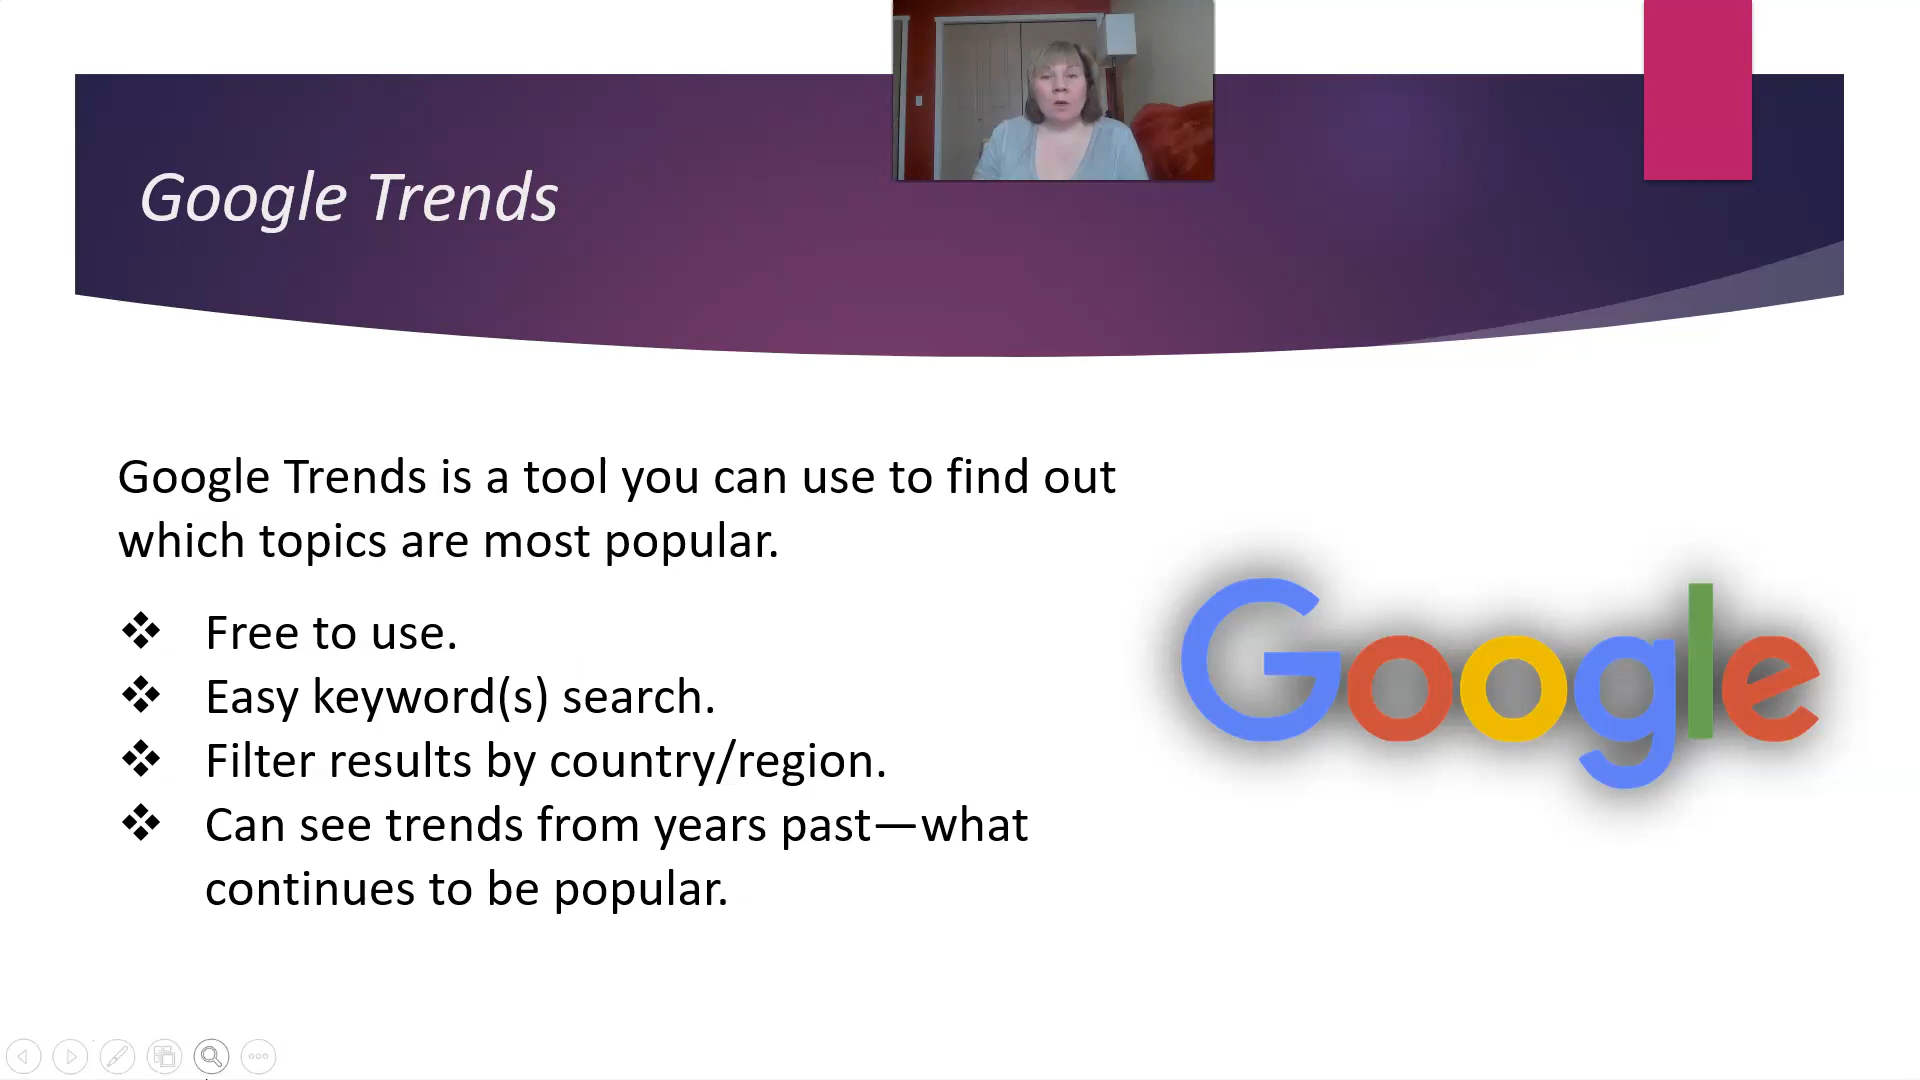 Google Trends
Google Trends is a tool you can use to find out
which topics are most popular.
❖ Free to use.
❖ Easy keyword(s) search.
❖ Filter results by country/region.
❖ Can see trends from years past—what
continues to be popular.
Google